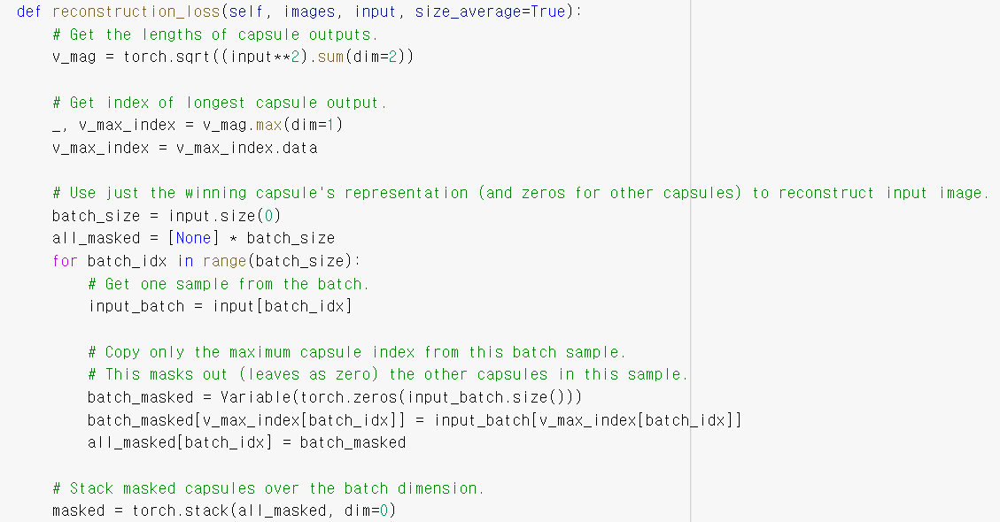 def reconstruction_loss(self, images, input, size_average=True):
# Get the lengths of capsule outputs.
v_mag = torch.sqrt((input**2).sum(dim=2))
# Get index of longest capsule output.
_, v_max_index = v_mag.max(dim=1)
v_max_index = v_max_index.data
# Use just the winning capsule's representation (and zeros for other capsules) to reconstruct input image.
batch_size = input.size(0)
all_masked = [None] * batch_size
for batch_idx in range(batch_size):
# Get one sample from the batch.
input_batch = input[batch_idx]
# Copy only the maximum capsule index from this batch sample.
# This masks out (leaves as zero) the other capsules in this sample.
batch_masked = Variable(torch.zeros(input_batch.size()))
batch_masked[v_max_index[batch_idx]] = input_batch[v_max_index[batch_idx]]
all_masked[batch_idx] = batch_masked
# Stack masked capsules over the batch dimension.
masked = torch.stack(all_masked, dim=0)